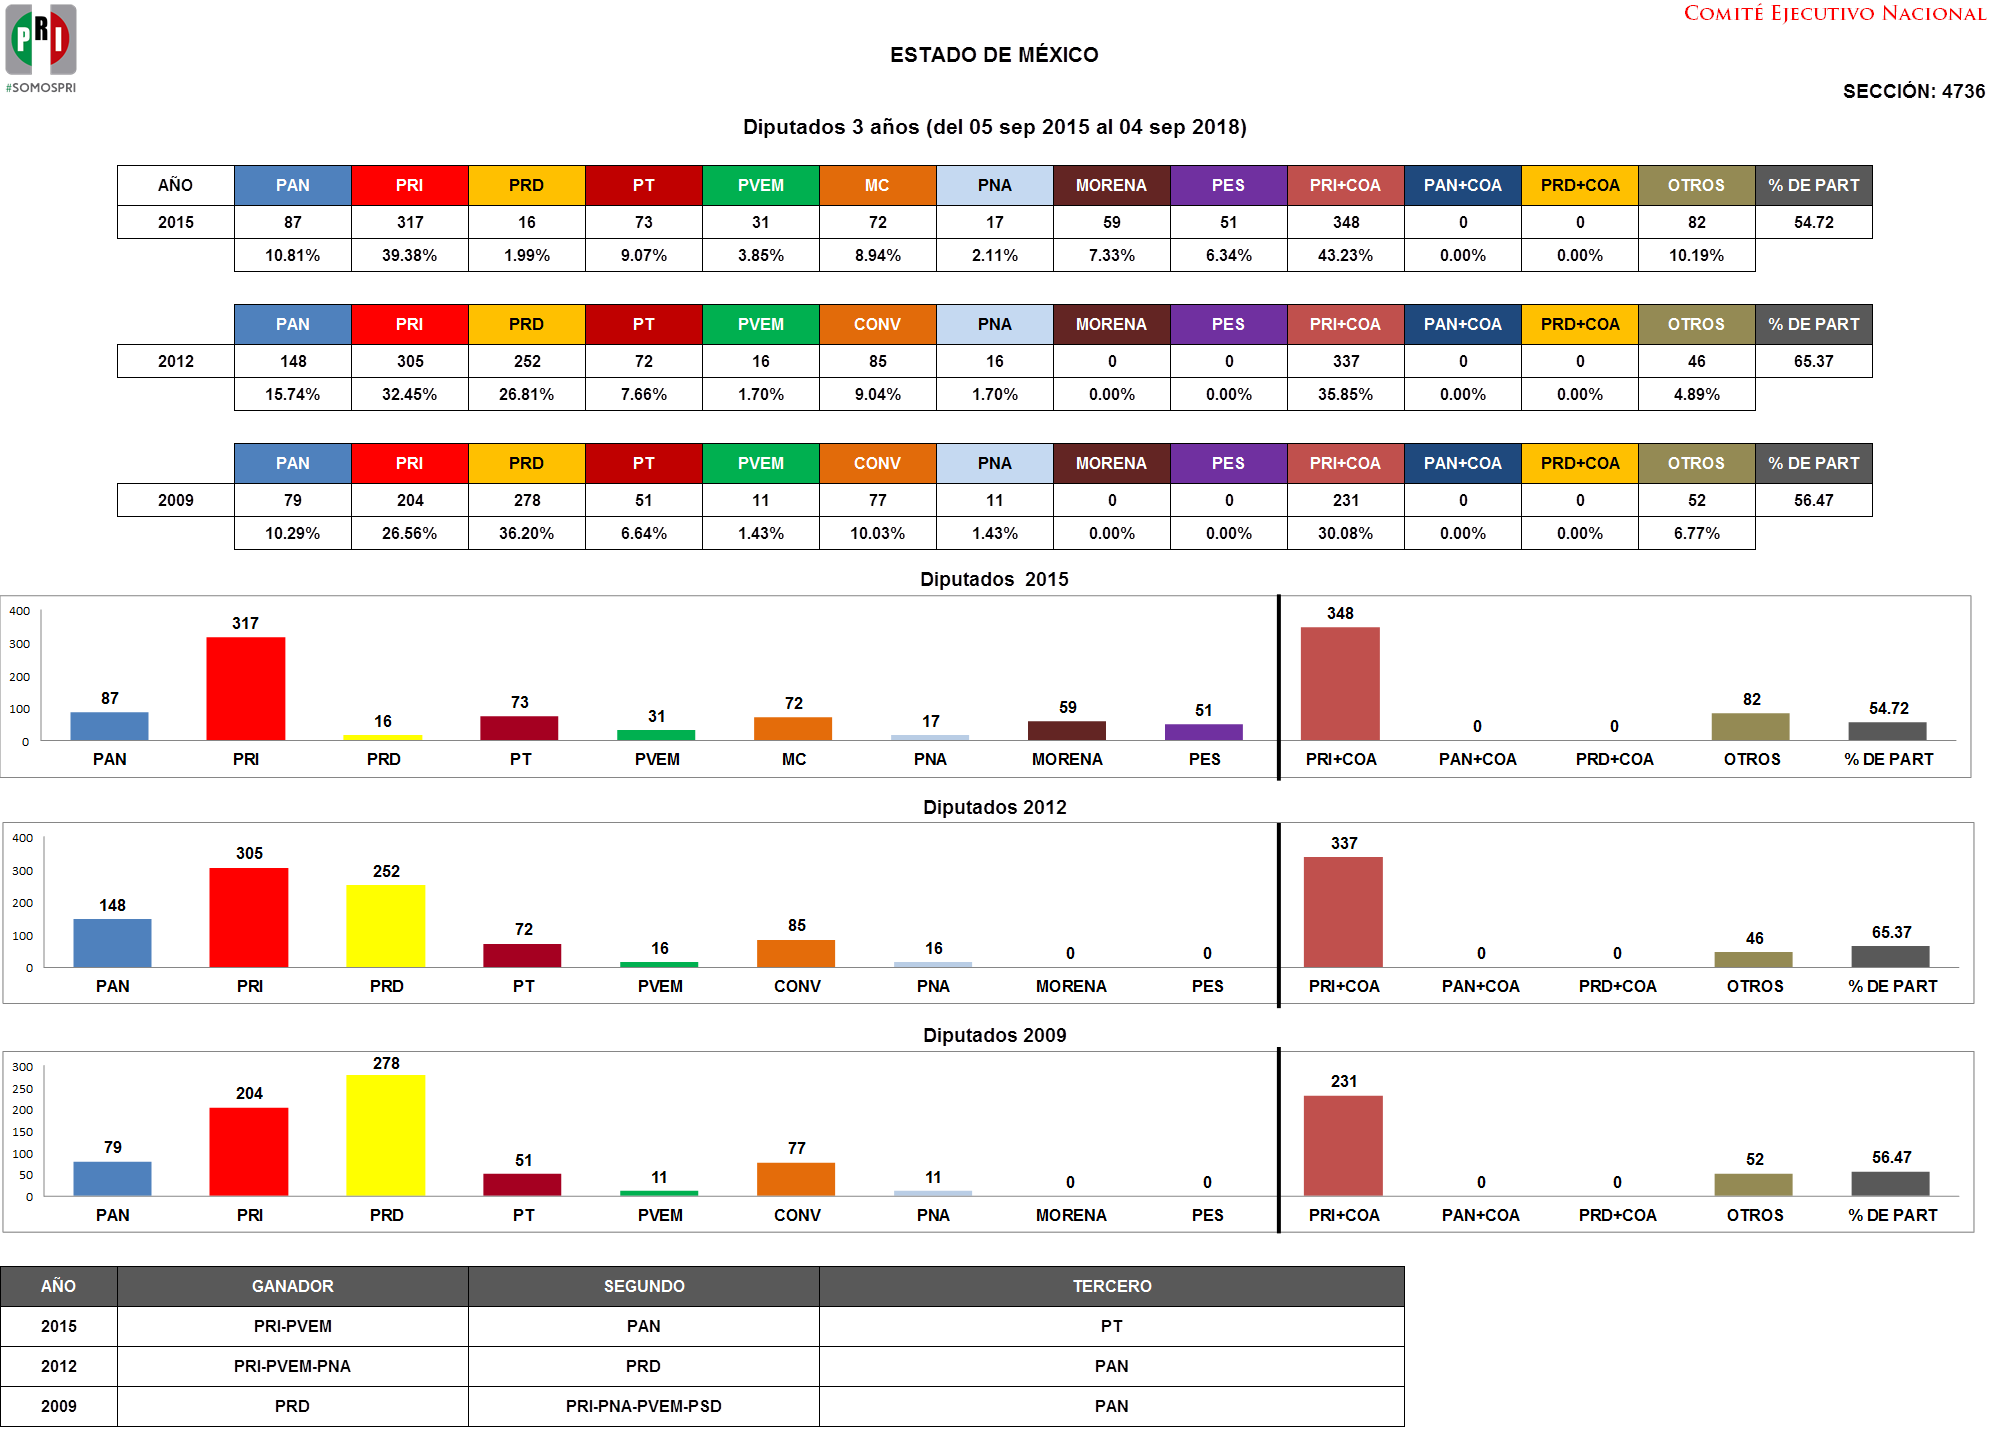 PRI
#SOMOSPRI
COMITÉ EJECUTIVO NACIONAL
ESTADO DE MÉXICO
SECCIÓN: 4736
Diputados 3 años (del 05 sep 2015 al 04 sep 2018)
AÑO PAN PRI PRD PT PVEM MC PNA MORENA PES PRI+COA PAN+COA PRD+COA OTROS % DE PART
2015 87 317 16 73 31 72 17 59 51 348 0 0 82 54.72
10.81% 39.38% 1.99% 9.07% 3.85% 8.94% 2.11% 7.33% 6.34% 43.23% 0.00% 0.00% 10.19%
PAN PRI PRD PT PVEM CONV PNA MORENA PES PRI+COA PAN+COA PRD+COA OTROS % DE PART
2012 148 305 252 72 16 85 16 0 0 337 0 0 46 65.37
15.74% 32.45% 26.81% 7.66% 1.70% 9.04% 1.70% 0.00% 0.00% 35.85% 0.00% 0.00% 4.89%
PAN PRI PRD PT PVEM CONV PNA MORENA PES PRI+COA PAN+COA PRD+COA OTROS % DE PART
2009 79 204 278 51 11 77 11 0 0 231 0 0 52 56.47
10.29% 26.56% 36.20% 6.64% 1.43% 10.03% 1.43% 0.00% 0.00% 30.08% 0.00% 0.00% 6.77%
Diputados 2015
400
300
200
100
0
87 317 16 73 31 72 17 59 51 348 0 0 82 54.72
PAN PRI PRD PT PVEM MC PNA MORENA PES PRI+COA PAN+COA PRD+COA OTROS % DE PART
Diputados 2012
400
300
200
100
0
148 305 252 72 16 85 16 0 0 337 0 0 46 65.37
PAN PRI PRD PT PVEM CONV PNA MORENA PES PRI+COA PAN+COA PRD+COA OTROS % DE PART
Diputados 2009
300
250
200
150
100
50
0
79 204 278 51 11 77 11 0 0 231 0 0 52 56.47
PAN PRI PRD PT PVEM CONV PNA MORENA PES PRI+COA PAN+COA PRD+COA OTROS % DE PART
AÑO GANADOR SEGUNDO TERCERO
2015 PRI-PVEM PAN PT
2012 PRI-PVEM-PNA PRD PAN
2009 PRD PRI-PNA-PVEM-PSD PAN